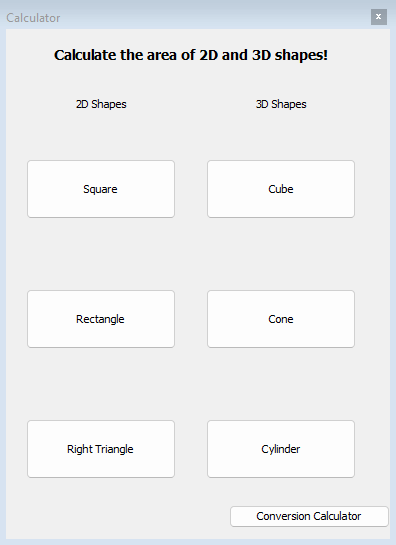 Calculator
x
Calculate the area of 2D and 3D shapes!
2D Shapes
3D Shapes
Square
Cube
Rectangle
Cone
Right Triangle
Cylinder
Conversion Calculator